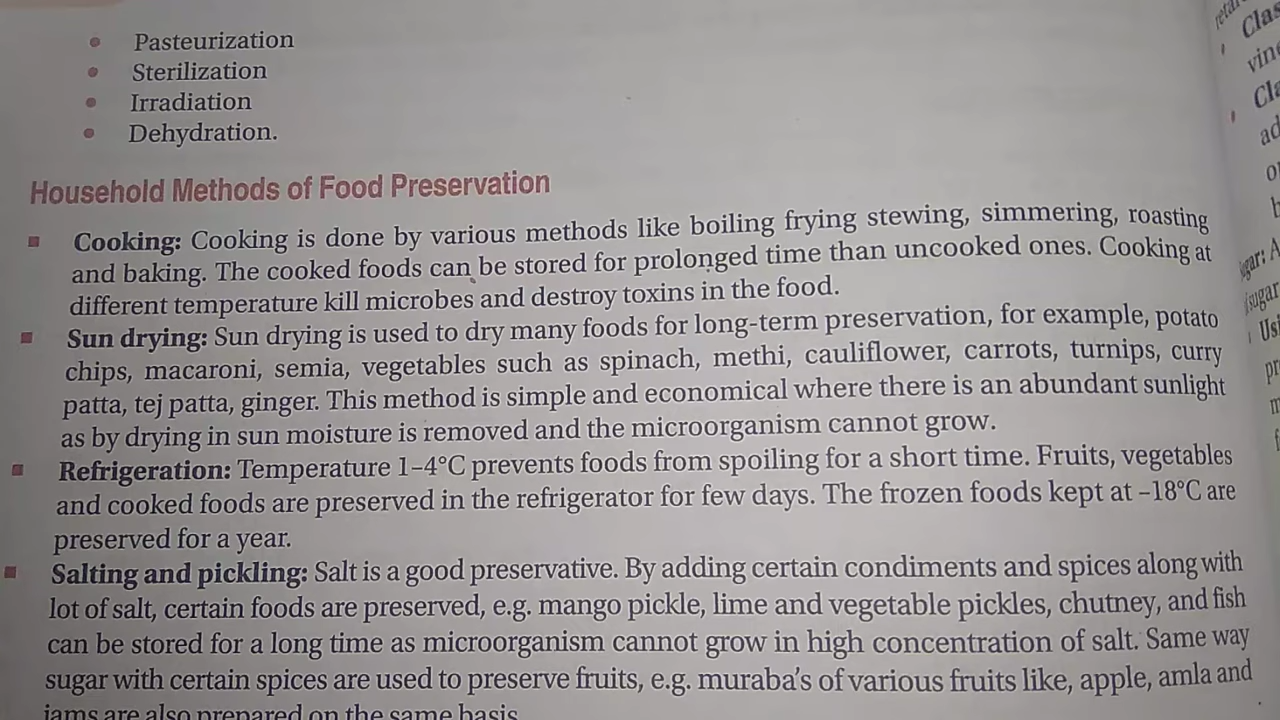 • Pasteurization
• Sterilization
• Irradiation
• Dehydration.
Household Methods of Food Preservation
▪ Cooking: Cooking is done by various methods like boiling frying stewing, simmering, roasting
and baking. The cooked foods can be stored for prolonged time than uncooked ones. Cooking at
different temperature kill microbes and destroy toxins in the food.
▪ Sun drying: Sun drying is used to dry many foods for long-term preservation, for example, potato
chips, macaroni, semia, vegetables such as spinach, methi, cauliflower, carrots, turnips, curry
patta, tej patta, ginger. This method is simple and economical where there is an abundant sunlight
as by drying in sun moisture is removed and the microorganism cannot grow.
▪ Refrigeration: Temperature 1–4°C prevents foods from spoiling for a short time. Fruits, vegetables
and cooked foods are preserved in the refrigerator for few days. The frozen foods kept at –18°C are
preserved for a year.
▪ Salting and pickling: Salt is a good preservative. By adding certain condiments and spices along with
lot of salt, certain foods are preserved, e.g. mango pickle, lime and vegetable pickles, chutney, and fish
can be stored for a long time as microorganism cannot grow in high concentration of salt. Same way
sugar with certain spices are used to preserve fruits, e.g. muraba's of various fruits like, apple, amla and
jams are also prepared on the same basis